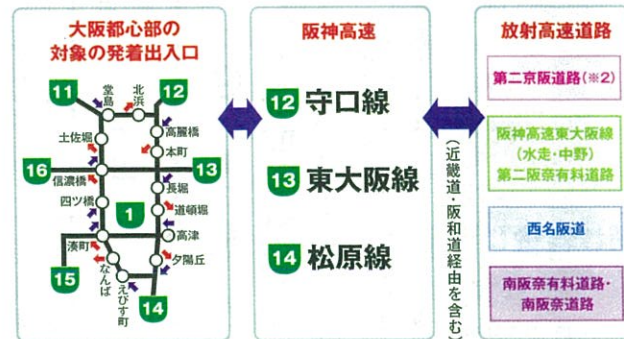 大阪都心部の
対象の発着出入口
11
堂島
北浜
12
土佐堀
高麗橋
本町
16
13
信濃橋
長堀
四ツ橋
1
道頓堀
湊町
高津
15
なんば
えびす町
夕陽丘
14
阪神高速
12 守口線
13 東大阪線
14 松原線
(近畿道・阪和道経由を含む)
放射高速道路
第二京阪道路(※2)
阪神高速東大阪線
(水走・中野)
第二阪奈有料道路
西名阪道
南阪奈有料道路・
南阪奈道路